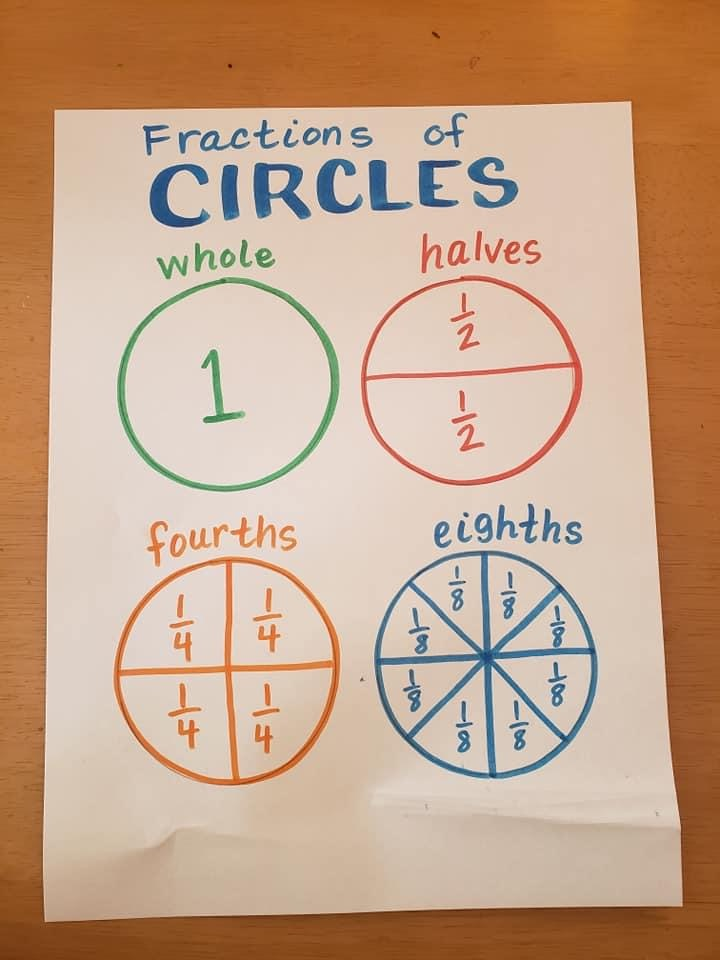 Fractions of
CIRCLES
whole
1
halves
1/2
1/2
fourths
1/4 1/4
1/4 1/4
eighths
1/8 1/8
1/8 1/8
1/8 1/8
1/8 1/8